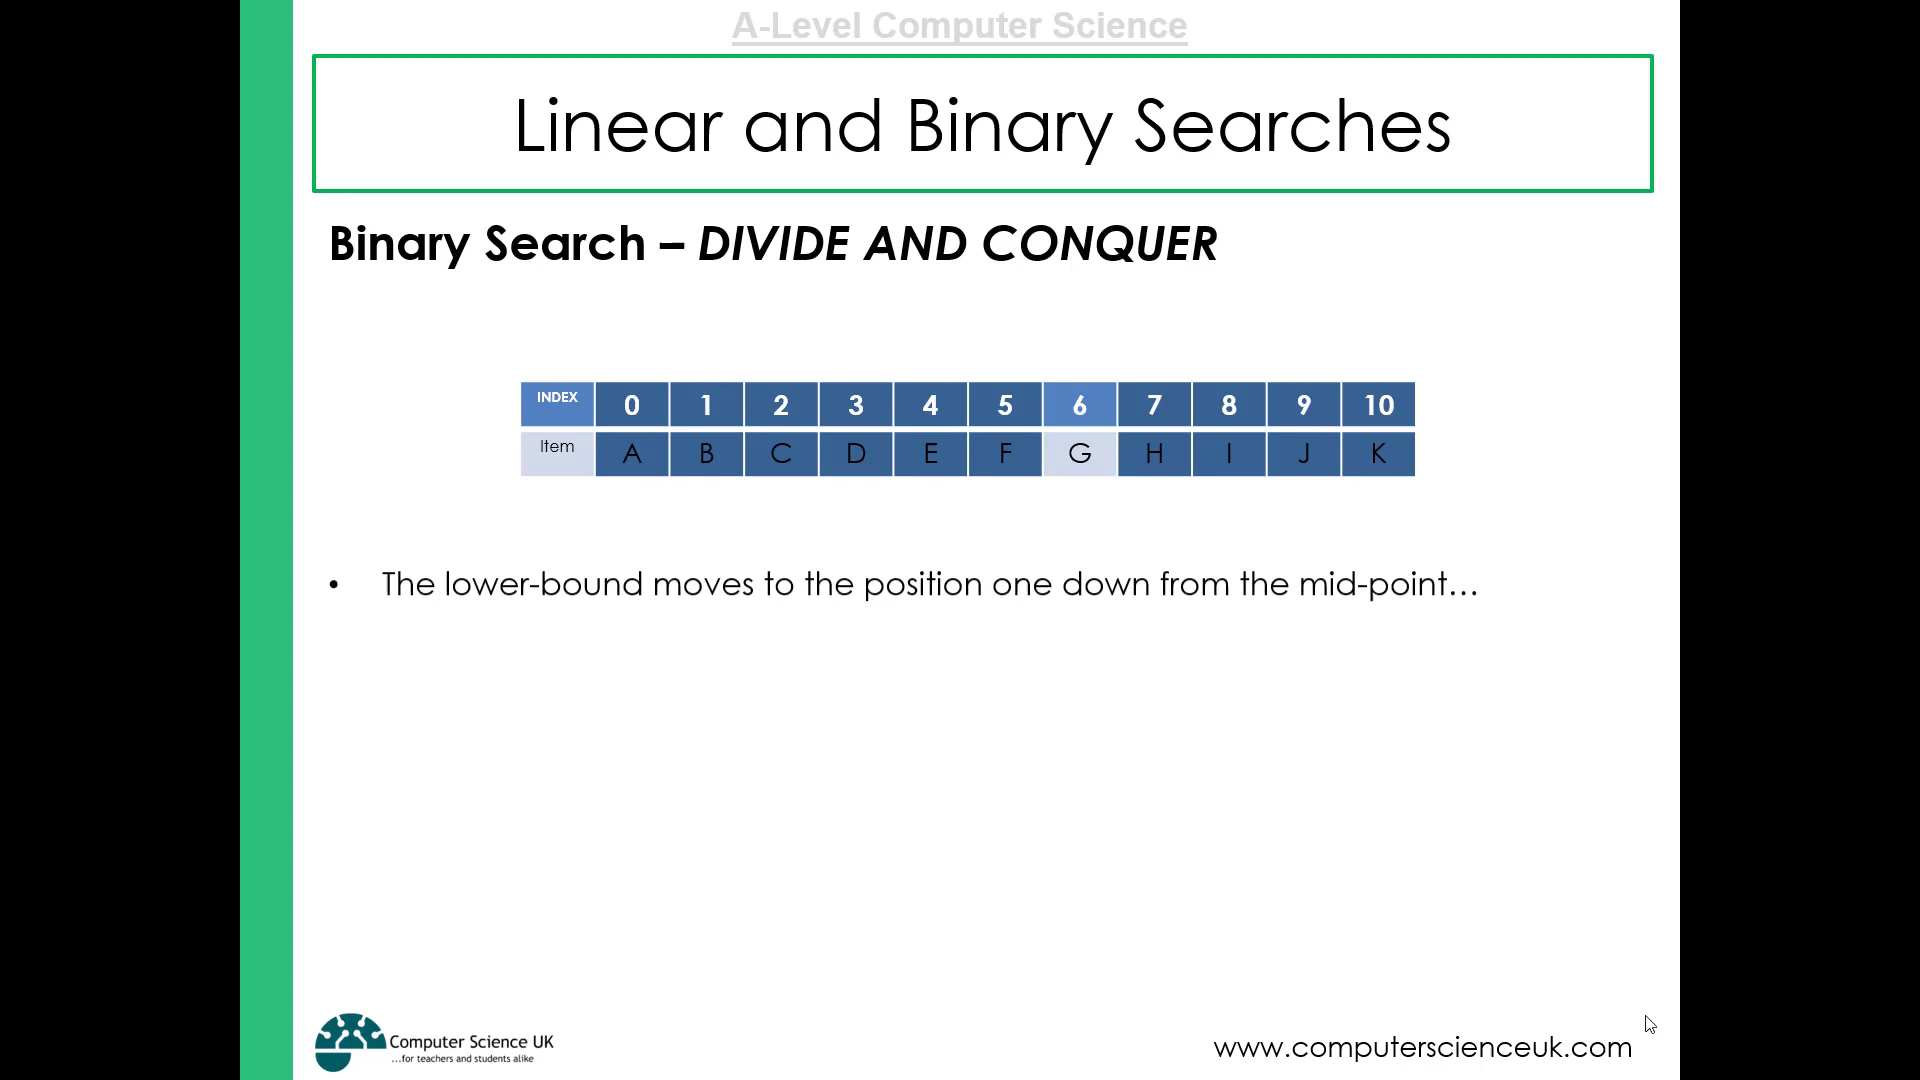 A-Level Computer Science
Linear and Binary Searches
Binary Search – DIVIDE AND CONQUER
INDEX 0 1 2 3 4 5 6 7 8 9 10
Item A B C D E F G H I J K
• The lower-bound moves to the position one down from the mid-point…
Computer Science UK
...for teachers and students alike
www.computerscienceuk.com